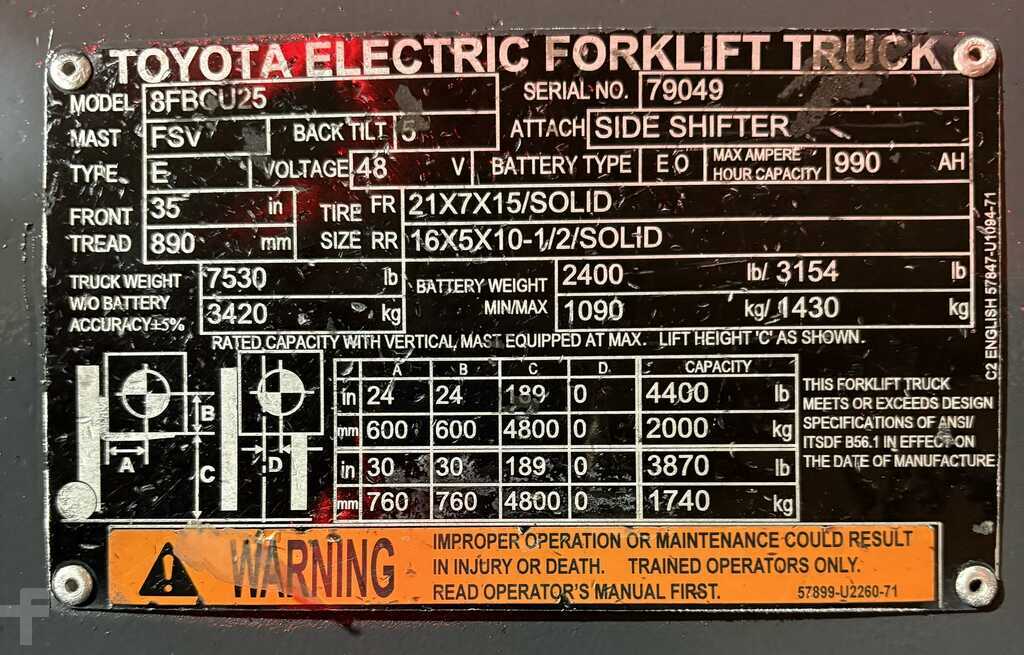 TOYOTA ELECTRIC FORKLIFT TRUCK
MODEL 8FBCU25 SERIAL NO. 79049
MAST FSV BACK TILT 5 ATTACH SIDE SHIFTER
TYPE E VOLTAGE 48 V BATTERY TYPE E O MAX AMPERE HOUR CAPACITY 990 AH
FRONT TREAD 35 in TIRE SIZE FR 21X7X15/SOLID
890 mm RR 16X5X10-1/2/SOLID
TRUCK WEIGHT W/O BATTERY ACCURACY±5% 7530 lb BATTERY WEIGHT MIN/MAX 2400 lb/ 3154 lb
3420 kg 1090 kg/ 1430 kg
RATED CAPACITY WITH VERTICAL MAST EQUIPPED AT MAX. LIFT HEIGHT 'C' AS SHOWN.
A B C D CAPACITY
in 24 24 189 0 4400 lb
mm 600 600 4800 0 2000 kg
in 30 30 189 0 3870 lb
mm 760 760 4800 0 1740 kg
B
A
C
D
THIS FORKLIFT TRUCK
MEETS OR EXCEEDS DESIGN
SPECIFICATIONS OF ANSI/
ITSDF B56.1 IN EFFECT ON
THE DATE OF MANUFACTURE
C2 ENGLISH 57847-U1094-71
WARNING
IMPROPER OPERATION OR MAINTENANCE COULD RESULT
IN INJURY OR DEATH. TRAINED OPERATORS ONLY.
READ OPERATOR'S MANUAL FIRST. 57899-U2260-71
f